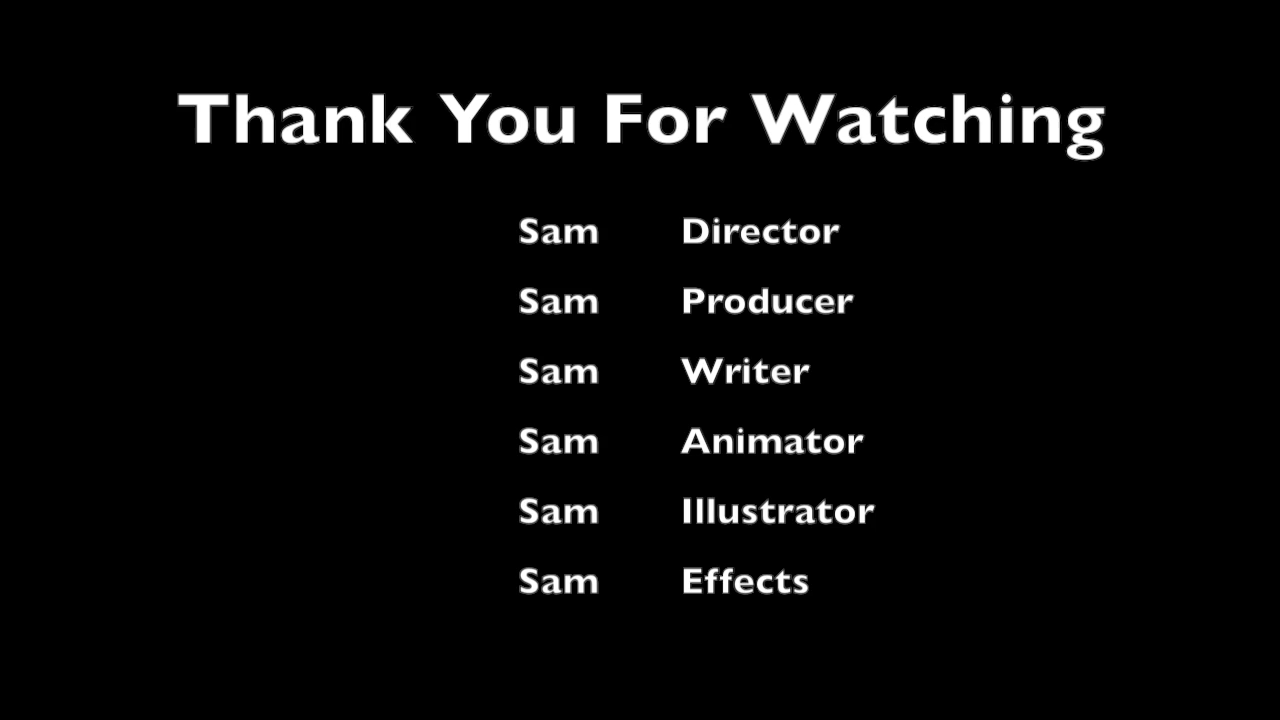 Thank You For Watching
Sam Director
Sam Producer
Sam Writer
Sam Animator
Sam Illustrator
Sam Effects